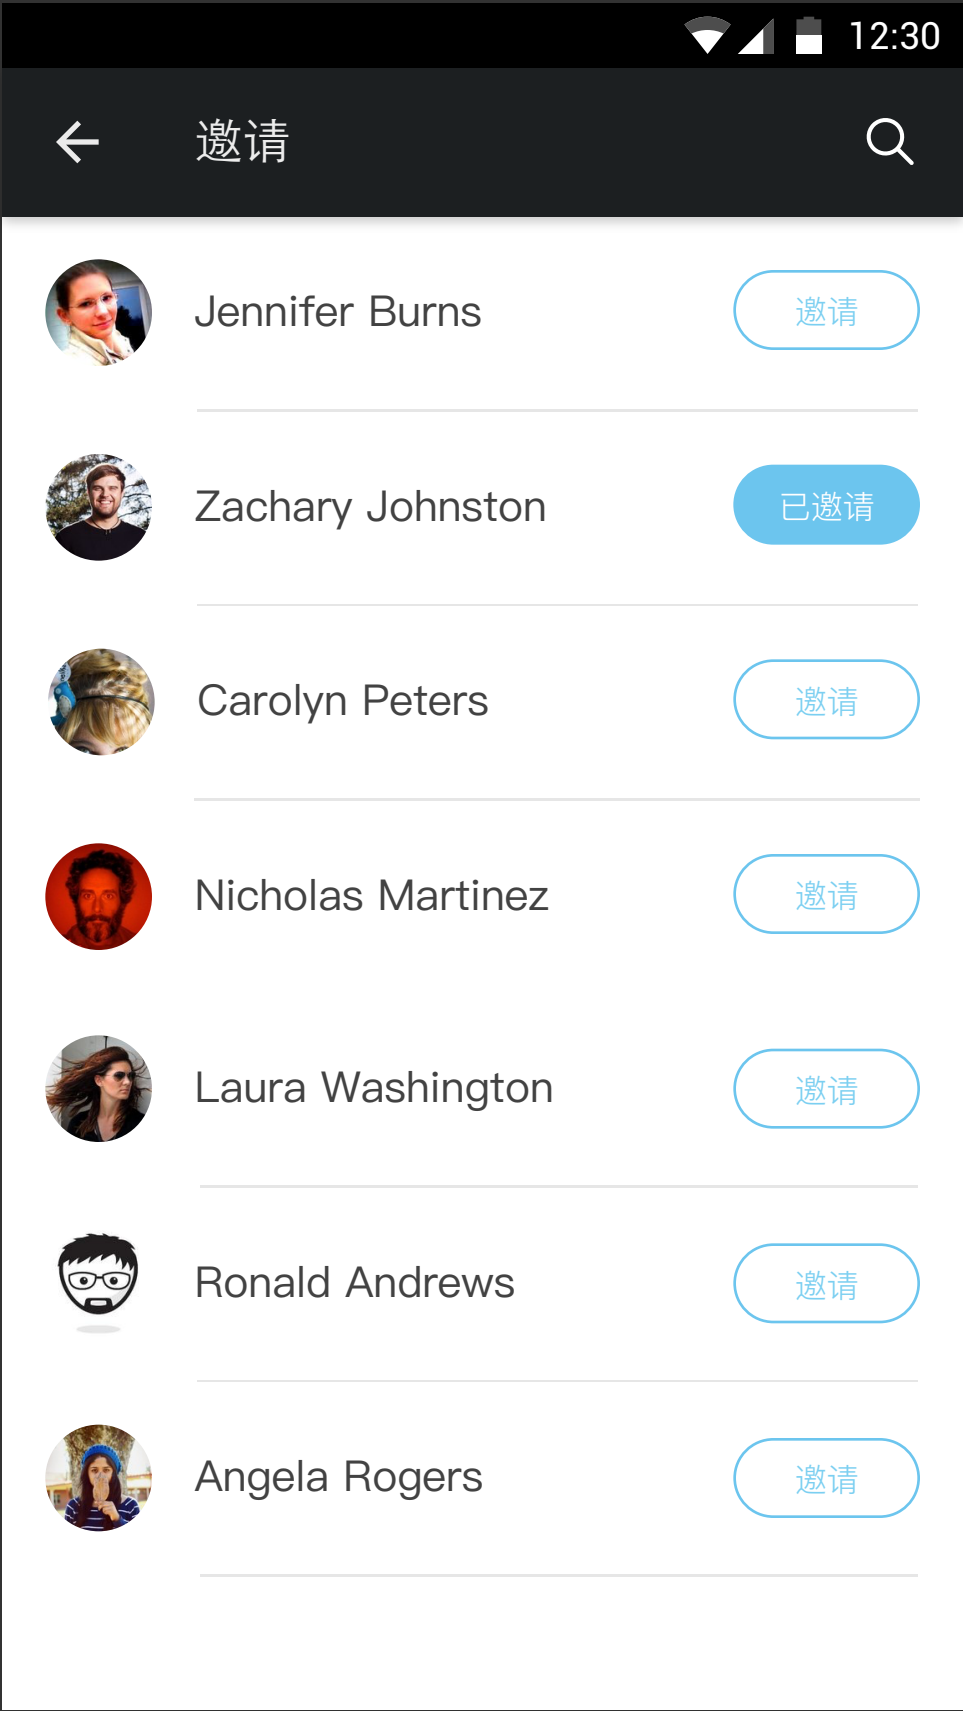 12:30
邀请
Jennifer Burns 邀请
Zachary Johnston 已邀请
Carolyn Peters 邀请
Nicholas Martinez 邀请
Laura Washington 邀请
Ronald Andrews 邀请
Angela Rogers 邀请